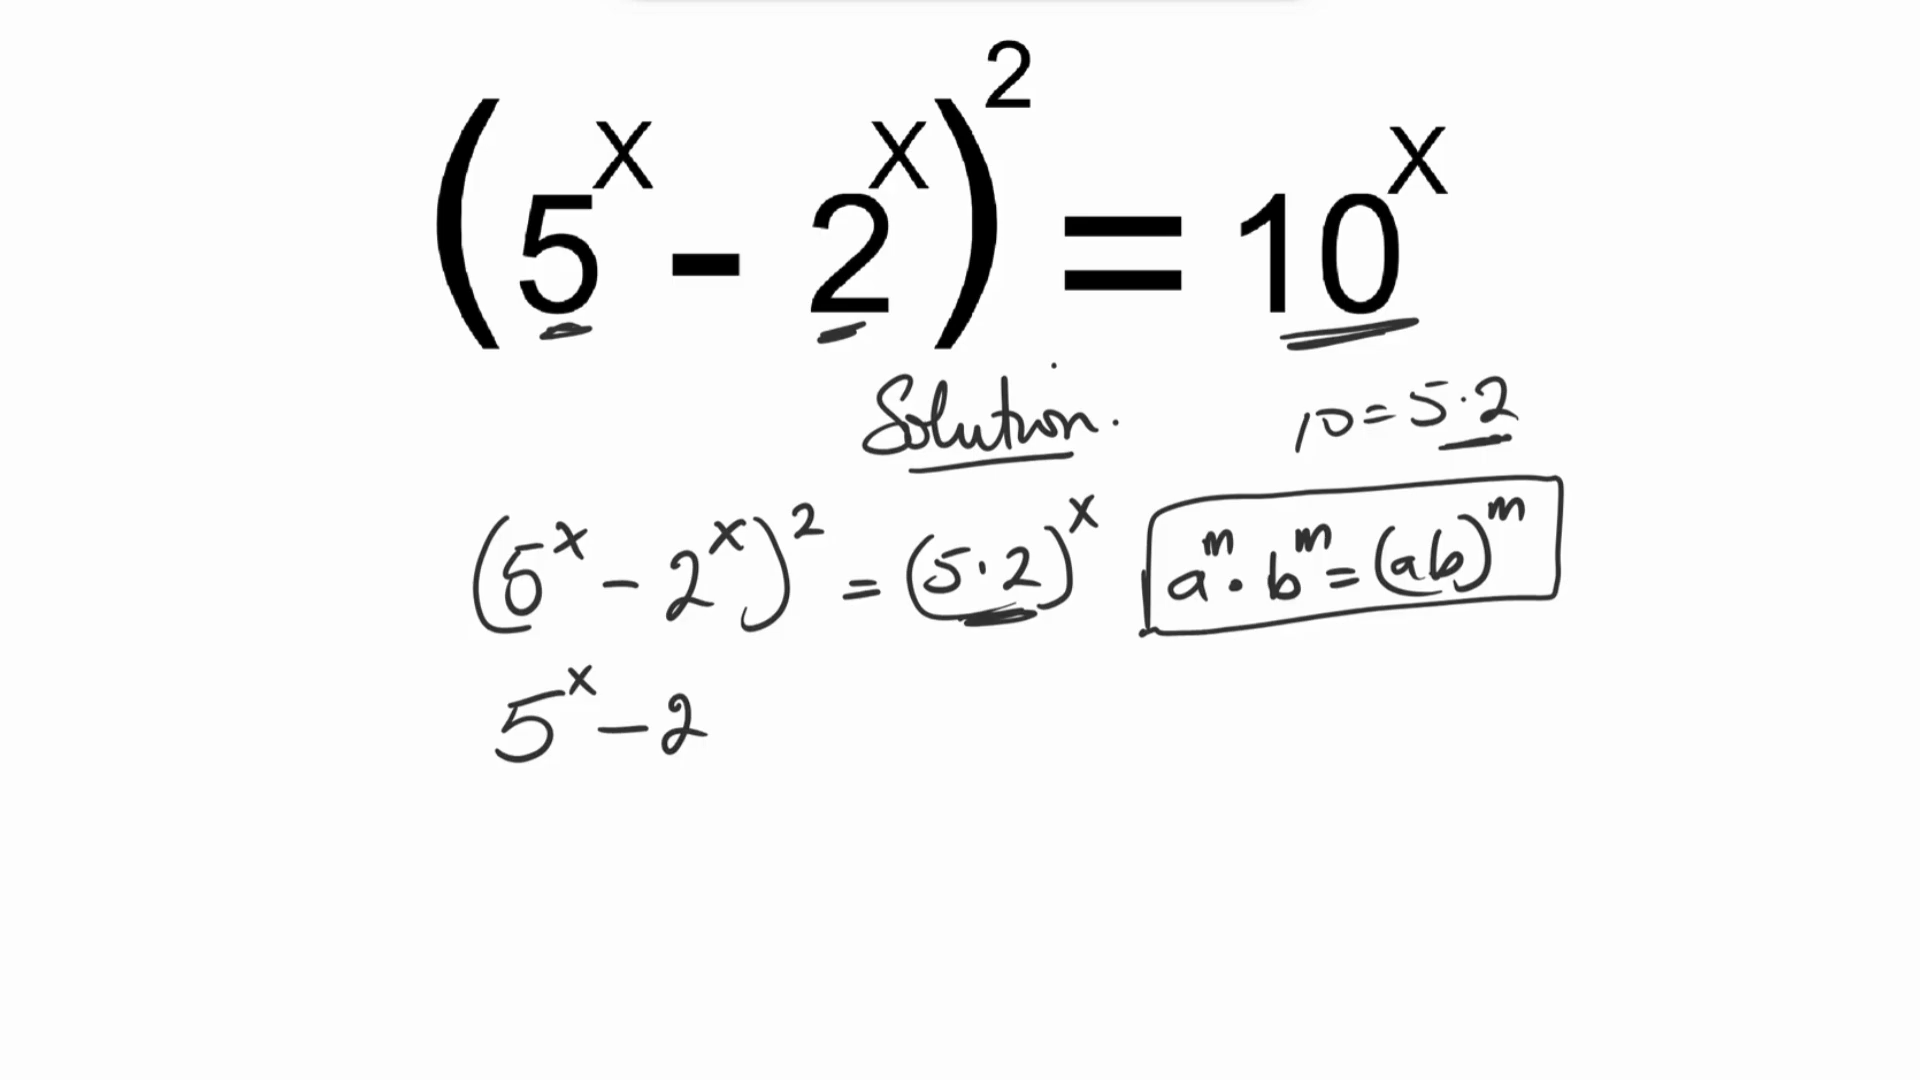 (5^x - 2^x)^2 = 10^x
Solution.
10 = 5·2
(5^x - 2^x)^2 = (5·2)^x
a^m · b^m = (ab)^m
5^x - 2